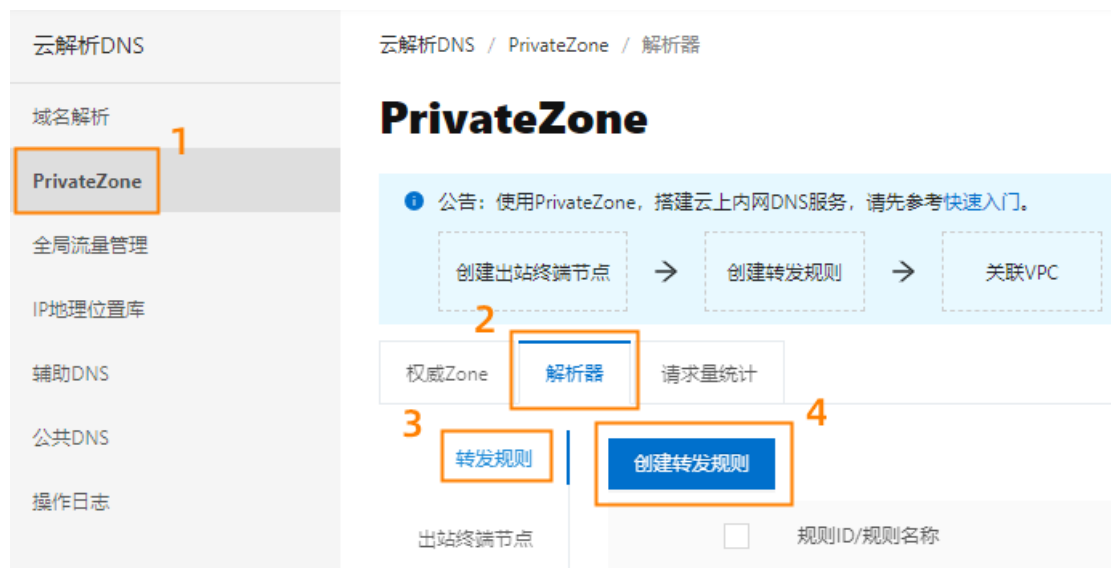 云解析DNS
云解析DNS / PrivateZone / 解析器
域名解析
PrivateZone
1
PrivateZone
公告：使用PrivateZone，搭建云上内网DNS服务，请先参考快速入门。
全局流量管理
创建出站终端节点 → 创建转发规则 → 关联VPC
IP地理位置库
2
辅助DNS
权威Zone 解析器 请求量统计
3
4
公共DNS
转发规则 创建转发规则
操作日志
出站终端节点 规则ID/规则名称